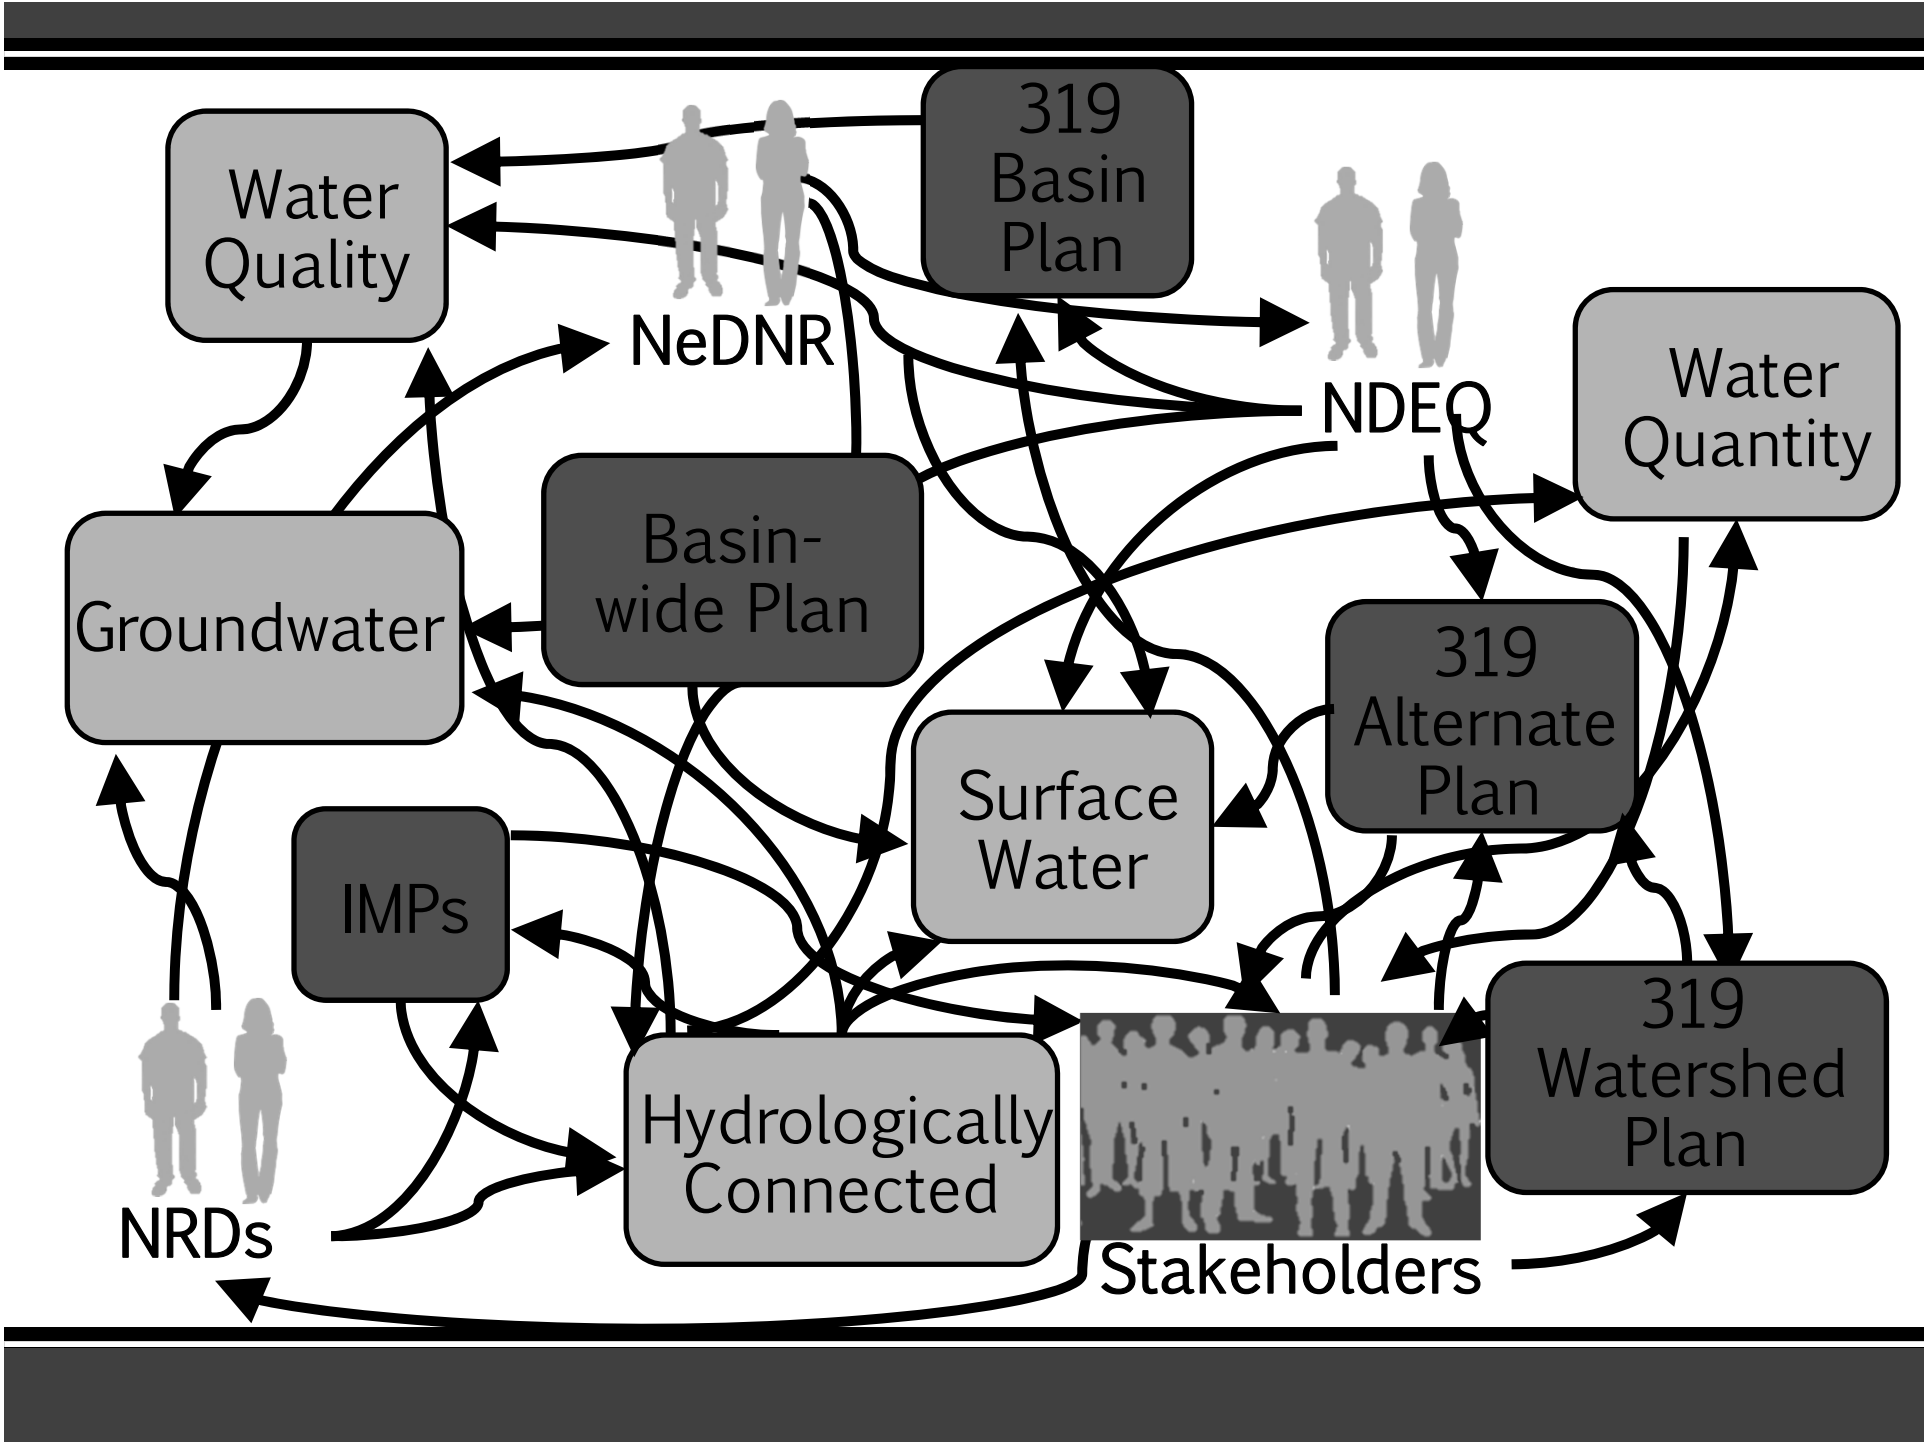 319
Basin
Plan
Water
Quality
NeDNR
NDEQ
Water
Quantity
Basin-
wide Plan
Groundwater
319
Alternate
Plan
Surface
Water
IMPs
319
Watershed
Plan
Hydrologically
Connected
NRDs
Stakeholders